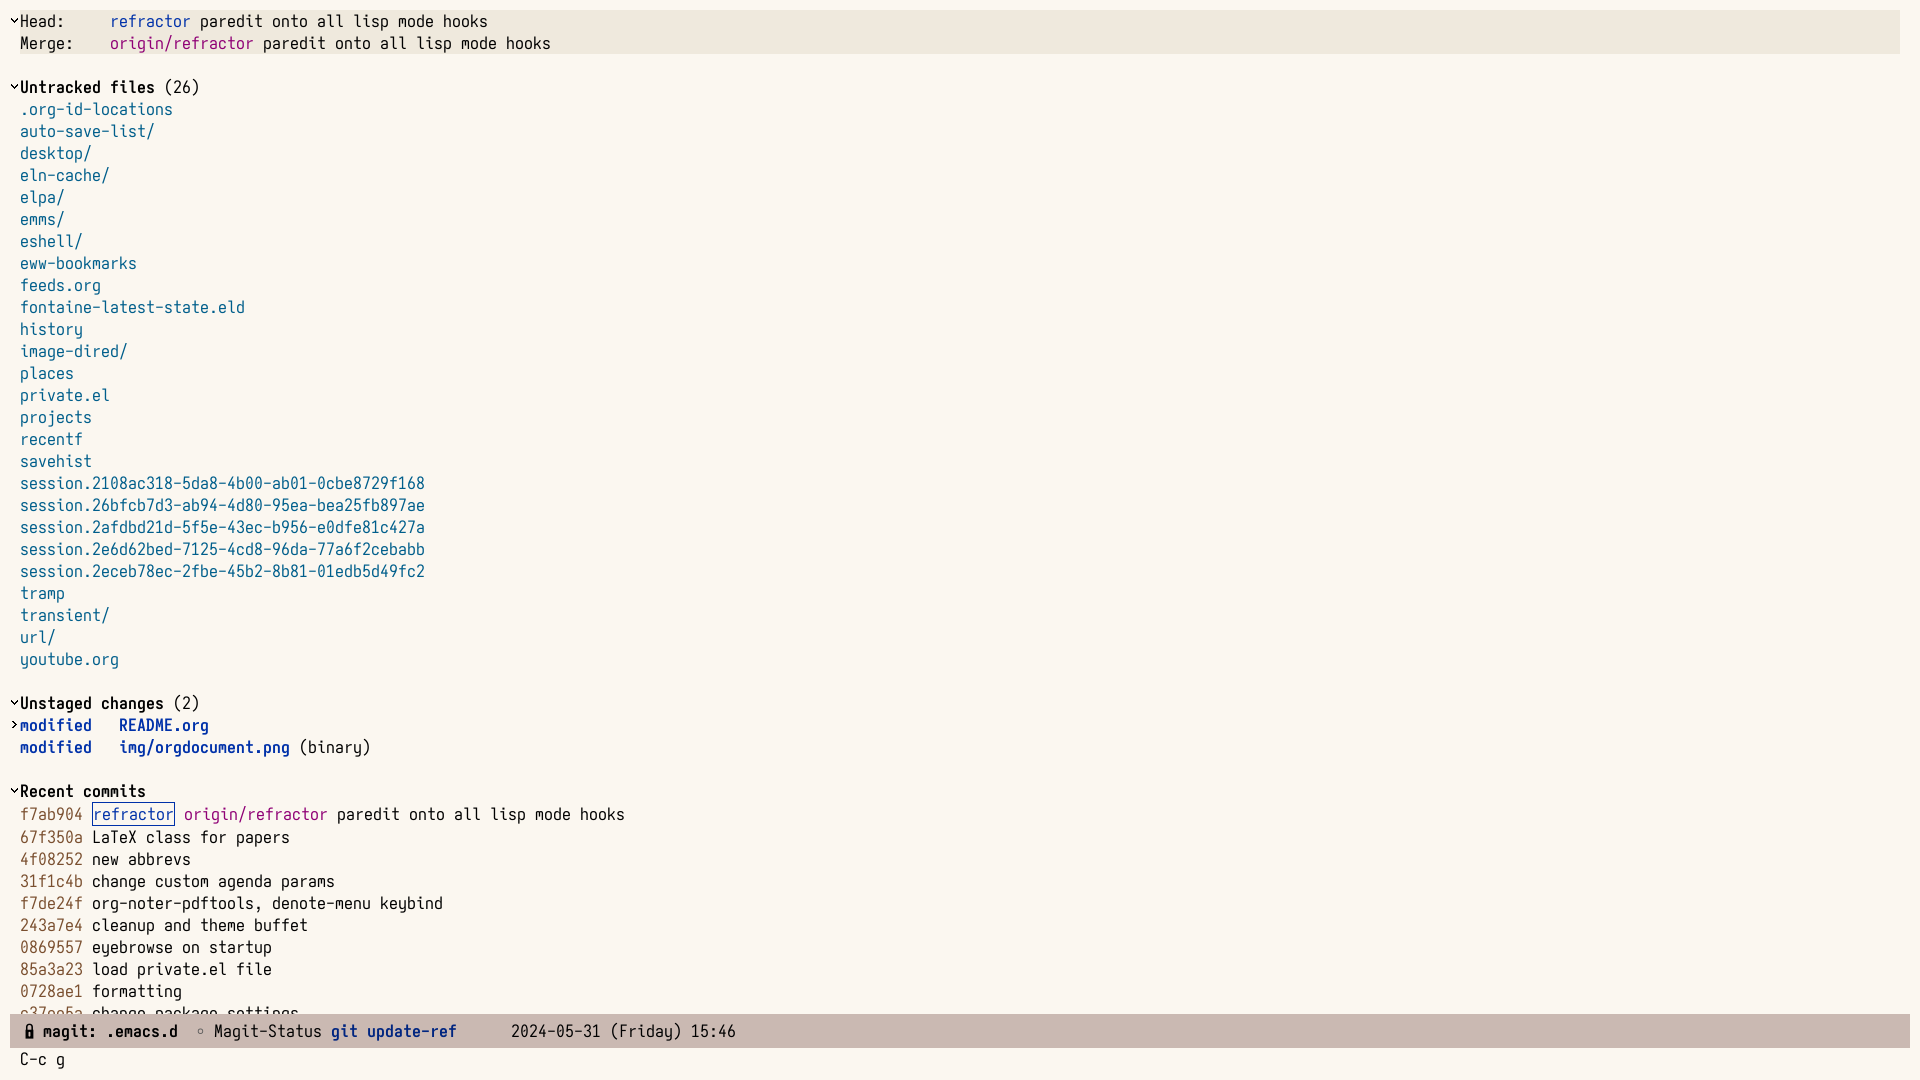 Head: refractor paredit onto all lisp mode hooks
Merge: origin/refractor paredit onto all lisp mode hooks
Untracked files (26)
.org-id-locations
auto-save-list/
desktop/
eln-cache/
elpa/
emms/
eshell/
eww-bookmarks
feeds.org
fontaine-latest-state.eld
history
image-dired/
places
private.el
projects
recentf
savehist
session.2108ac318-5da8-4b00-ab01-0cbe8729f168
session.26bfcb7d3-ab94-4d80-95ea-bea25fb897ae
session.2afdbd21d-5f5e-43ec-b956-e0dfe81c427a
session.2e6d62bed-7125-4cd8-96da-77a6f2cebabb
session.2eceb78ec-2fbe-45b2-8b81-01edb5d49fc2
tramp
transient/
url/
youtube.org
Unstaged changes (2)
modified README.org
modified img/orgdocument.png (binary)
Recent commits
f7ab904 refractor origin/refractor paredit onto all lisp mode hooks
67f350a LaTeX class for papers
4f08252 new abbrevs
31f1c4b change custom agenda params
f7de24f org-noter-pdftools, denote-menu keybind
243a7e4 cleanup and theme buffet
0869557 eyebrowse on startup
85a3a23 load private.el file
0728ae1 formatting
change package settings
magit: .emacs.d ◦ Magit-Status git update-ref 2024-05-31 (Friday) 15:46
C-c g